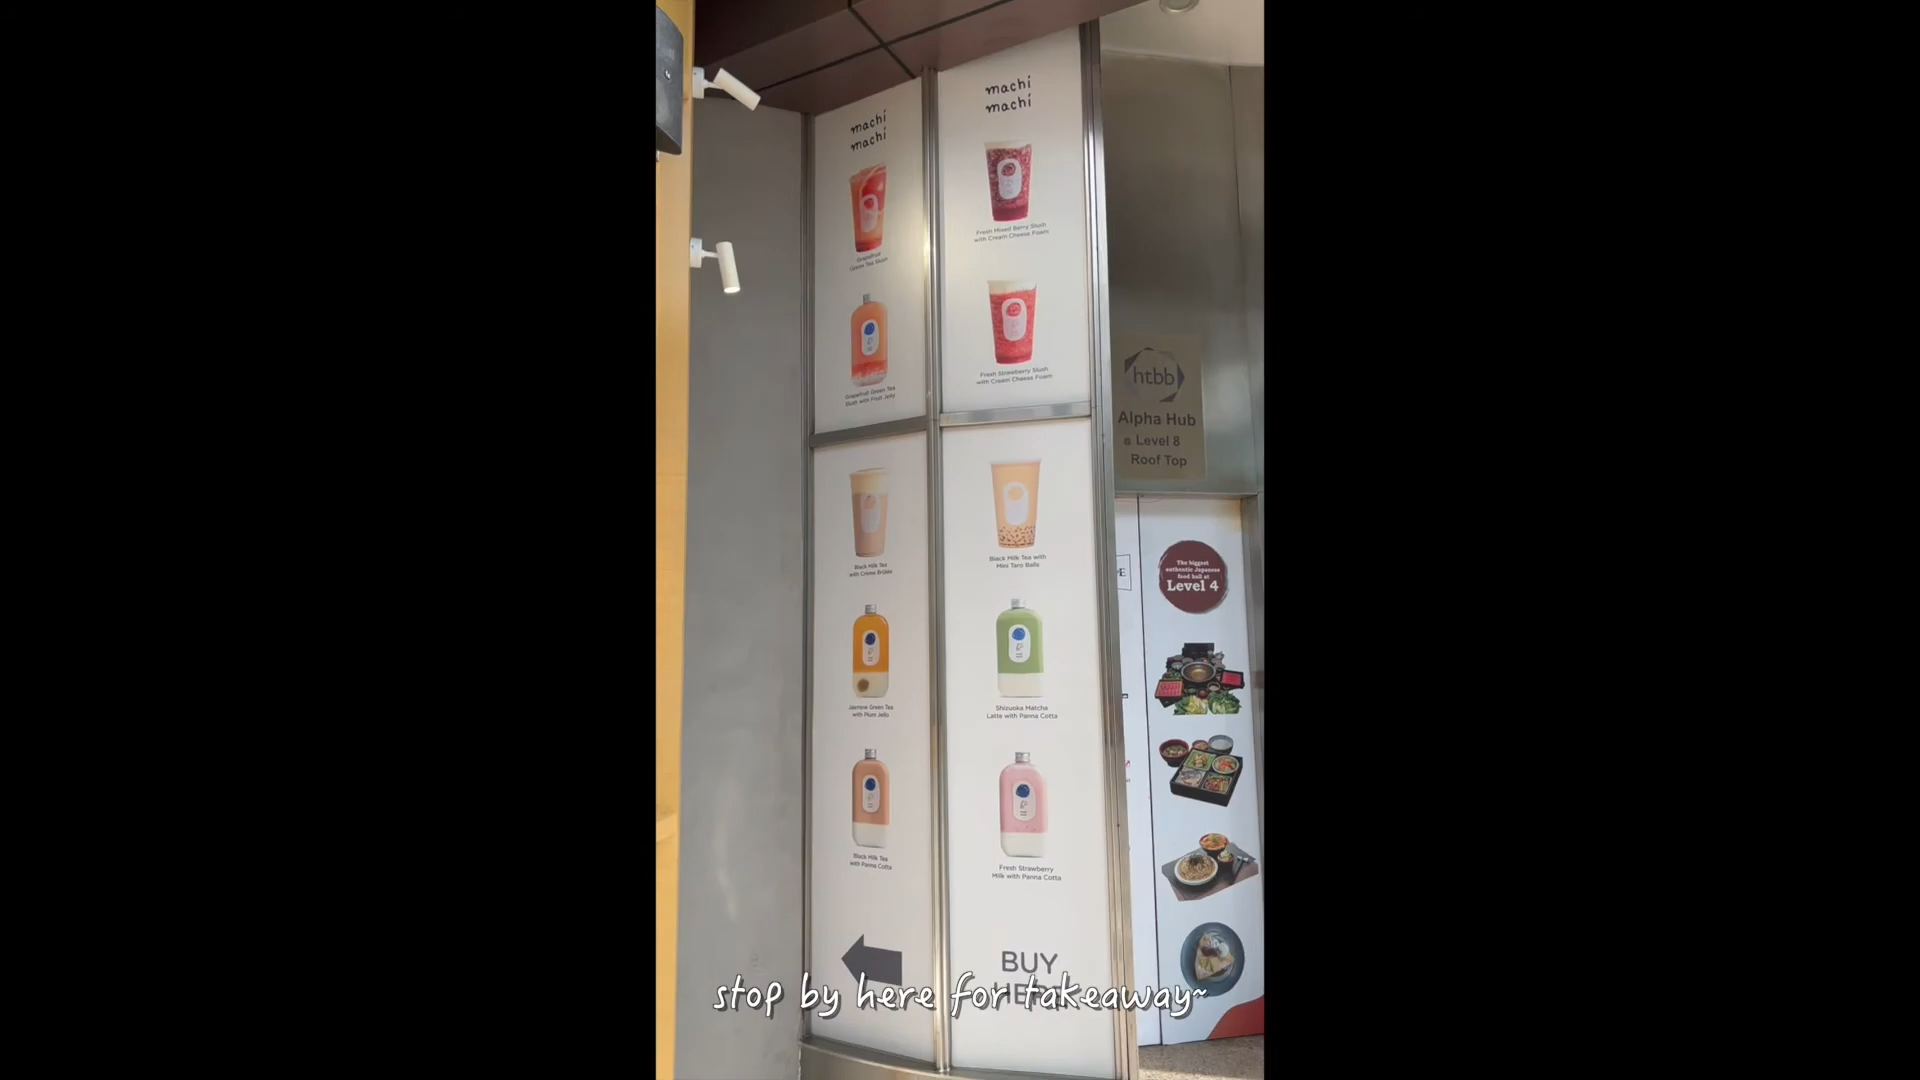 machi
machi
Grapefruit
Green Tea Slush
Grapefruit Green Tea
Slush with Fruit Jelly
Black Milk Tea
with Crème Brûlée
Jasmine Green Tea
with Plum Jello
Black Milk Tea
with Panna Cotta
machi
machi
Fresh Mixed Berry Slush
with Cream Cheese Foam
Fresh Strawberry Slush
with Cream Cheese Foam
Black Milk Tea with
Mini Taro Balls
Shizuoka Matcha
Latte with Panna Cotta
Fresh Strawberry
Milk with Panna Cotta
BUY
HERE
htbb
Alpha Hub
@ Level 8
Roof Top
The biggest
authentic Japanese
food hall at
Level 4
stop by here for takeaway~